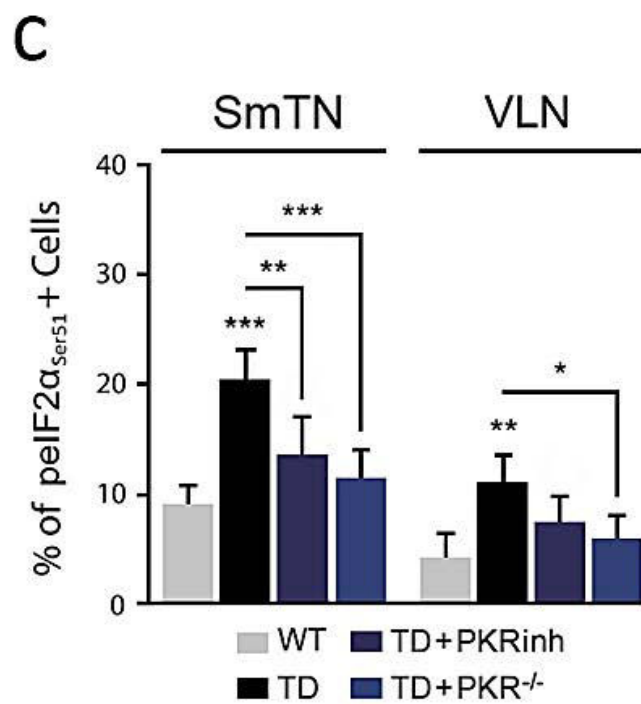 C
SmTN VLN
% of peIF2αSer51+ Cells
40
30
20
10
0
***
**
***
*
**
WT TD+PKRinh
TD TD+PKR-/-